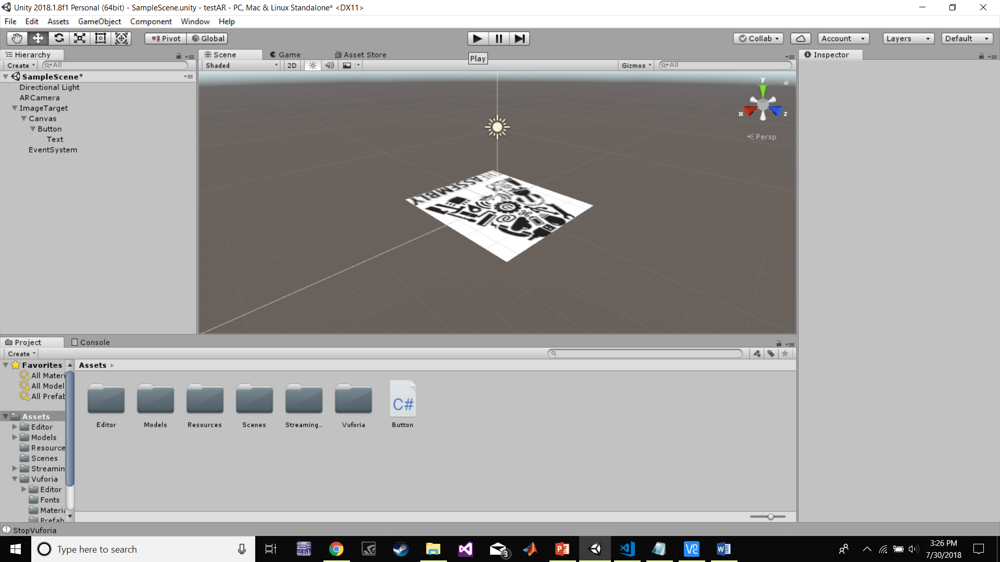 Unity 2018.1.8f1 Personal (64bit) - SampleScene.unity - testAR - PC, Mac & Linux Standalone* <DX11>
File Edit Assets GameObject Component Window Help
Pivot Global Collab Account Layers Default
Hierarchy Scene Game Asset Store Play Inspector
Create All Shaded 2D Gizmos All
SampleScene*
Directional Light
ARCamera
ImageTarget
Canvas
Button
Text
EventSystem
y
x z
Persp
ASSEMBLY
Project Console
Create
Favorites Assets
All Materi
All Model
All Prefab
Assets
Editor
Models
Resource
Scenes
Streamin
Vuforia
Editor
Fonts
Materia
Prefab
C#
Editor Models Resources Scenes Streaming... Vuforia Button
StopVuforia
Type here to search
3
3:26 PM
7/30/2018